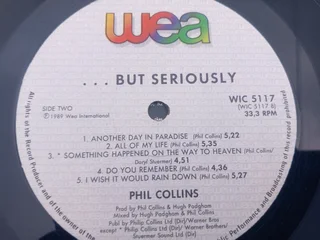 wea
... BUT SERIOUSLY
WIC 5117
(WIC 5117 B)
33,3 RPM
SIDE TWO
℗ 1989 Wea International
1. ANOTHER DAY IN PARADISE (Phil Collins) 5,22
2. ALL OF MY LIFE (Phil Collins) 5,35
3. * SOMETHING HAPPENED ON THE WAY TO HEAVEN (Phil Collins/
Daryl Stuermer) 4,51
4. DO YOU REMEMBER (Phil Collins) 4,36
5. I WISH IT WOULD RAIN DOWN (Phil Collins) 5,27
PHIL COLLINS
Prod by Phil Collins & Hugh Padgham
Mixed by Hugh Padgham & Phil Collins
Publ by Philip Collins Ltd (Dir)/Warner Bros
except * Philip Collins Ltd (Dir)/Warner Bros/
Stuermer Sound Ltd (Dir)
All rights of the Record Producer and of the owner of the
Public Performance and Broadcasting of this record prohibited